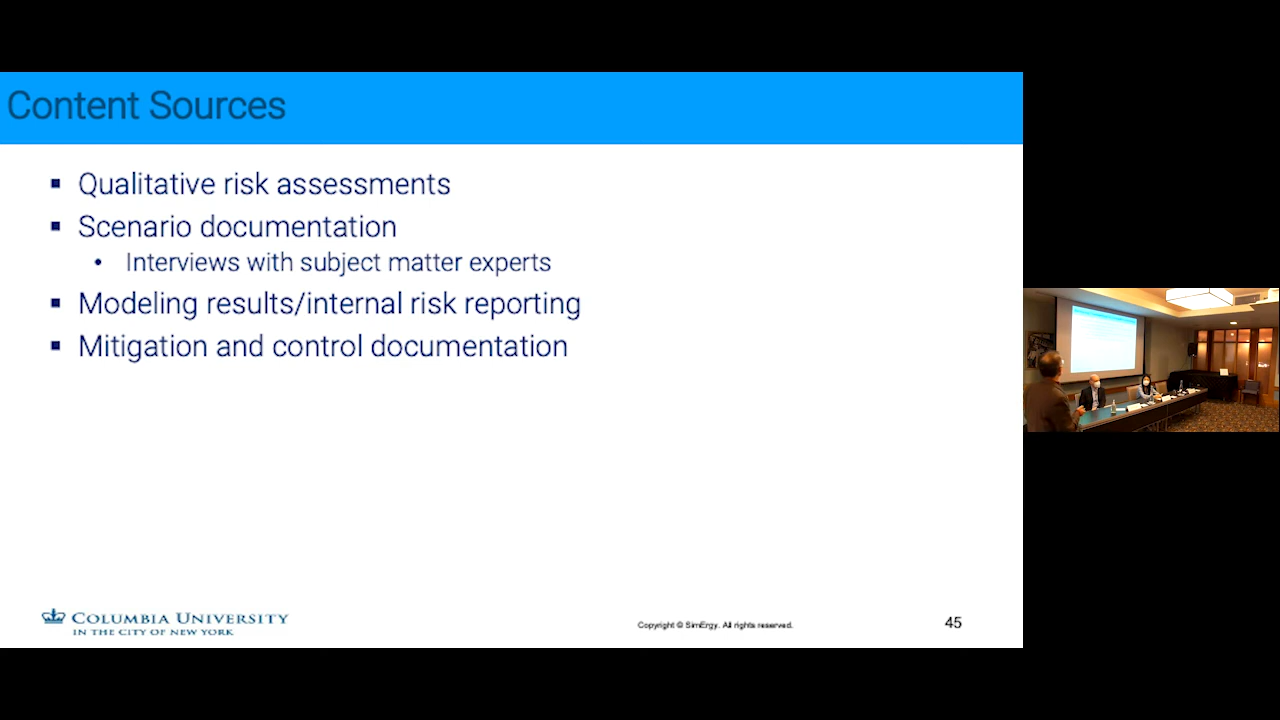 Content Sources
▪ Qualitative risk assessments
▪ Scenario documentation
• Interviews with subject matter experts
▪ Modeling results/internal risk reporting
▪ Mitigation and control documentation
COLUMBIA UNIVERSITY
IN THE CITY OF NEW YORK
Copyright © SimErgy. All rights reserved.
45